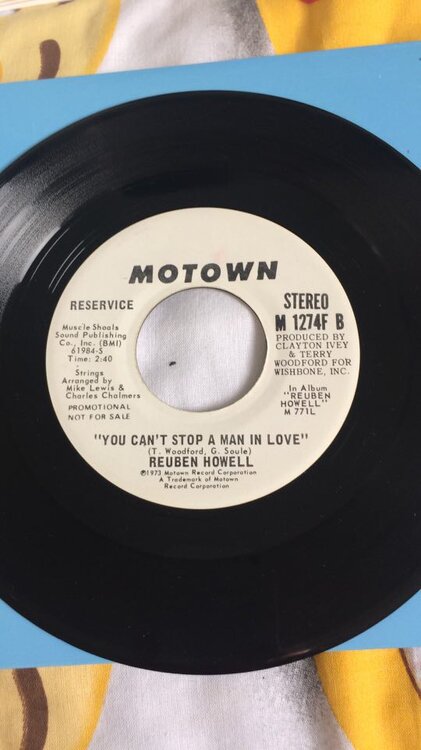 MOTOWN
RESERVICE
Muscle Shoals
Sound Publishing
Co., Inc. (BMI)
61984-S
Time: 2:40
Strings
Arranged by
Mike Lewis &
Charles Chalmers
PROMOTIONAL
NOT FOR SALE
STEREO
M 1274F B
PRODUCED BY
CLAYTON IVEY
& TERRY
WOODFORD FOR
WISHBONE, INC.
In Album
"REUBEN
HOWELL"
M 771L
"YOU CAN'T STOP A MAN IN LOVE"
(T. Woodford, G. Soule)
REUBEN HOWELL
©1973 Motown Record Corporation
A Trademark of Motown
Record Corporation